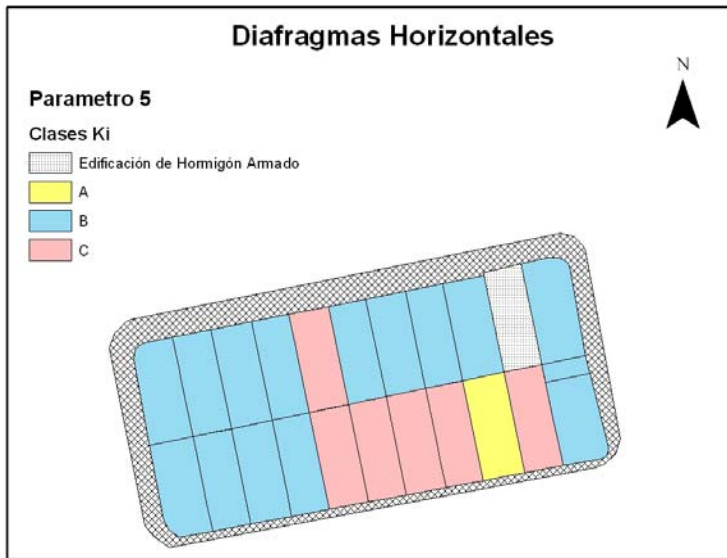 Diafragmas Horizontales
N
Parametro 5
Clases Ki
Edificación de Hormigón Armado
A
B
C